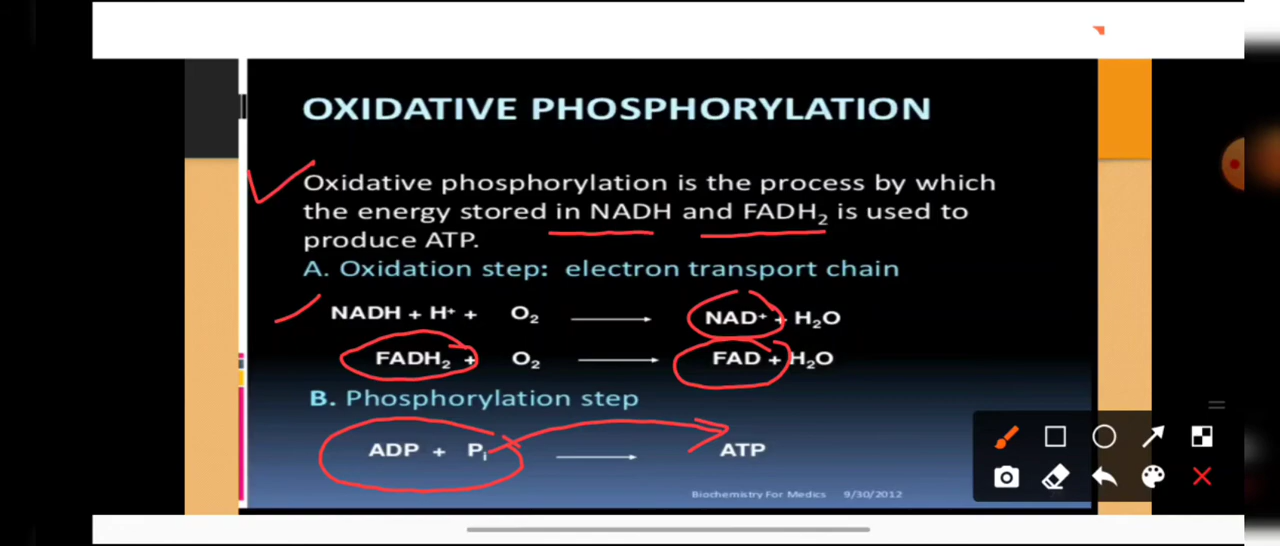 OXIDATIVE PHOSPHORYLATION
Oxidative phosphorylation is the process by which
the energy stored in NADH and FADH₂ is used to
produce ATP.
A. Oxidation step: electron transport chain
NADH + H⁺ + O₂ → NAD⁺ + H₂O
FADH₂ + O₂ → FAD + H₂O
B. Phosphorylation step
ADP + Pᵢ → ATP
Biochemistry For Medics 9/30/2012